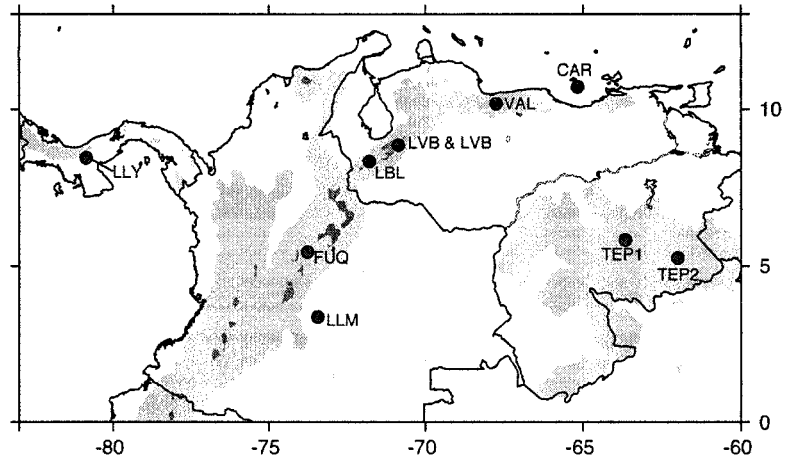 CAR
VAL
10
LVB & LVB
LLY
LBL
FUQ
TEP1
5
TEP2
LLM
0
-80
-75
-70
-65
-60